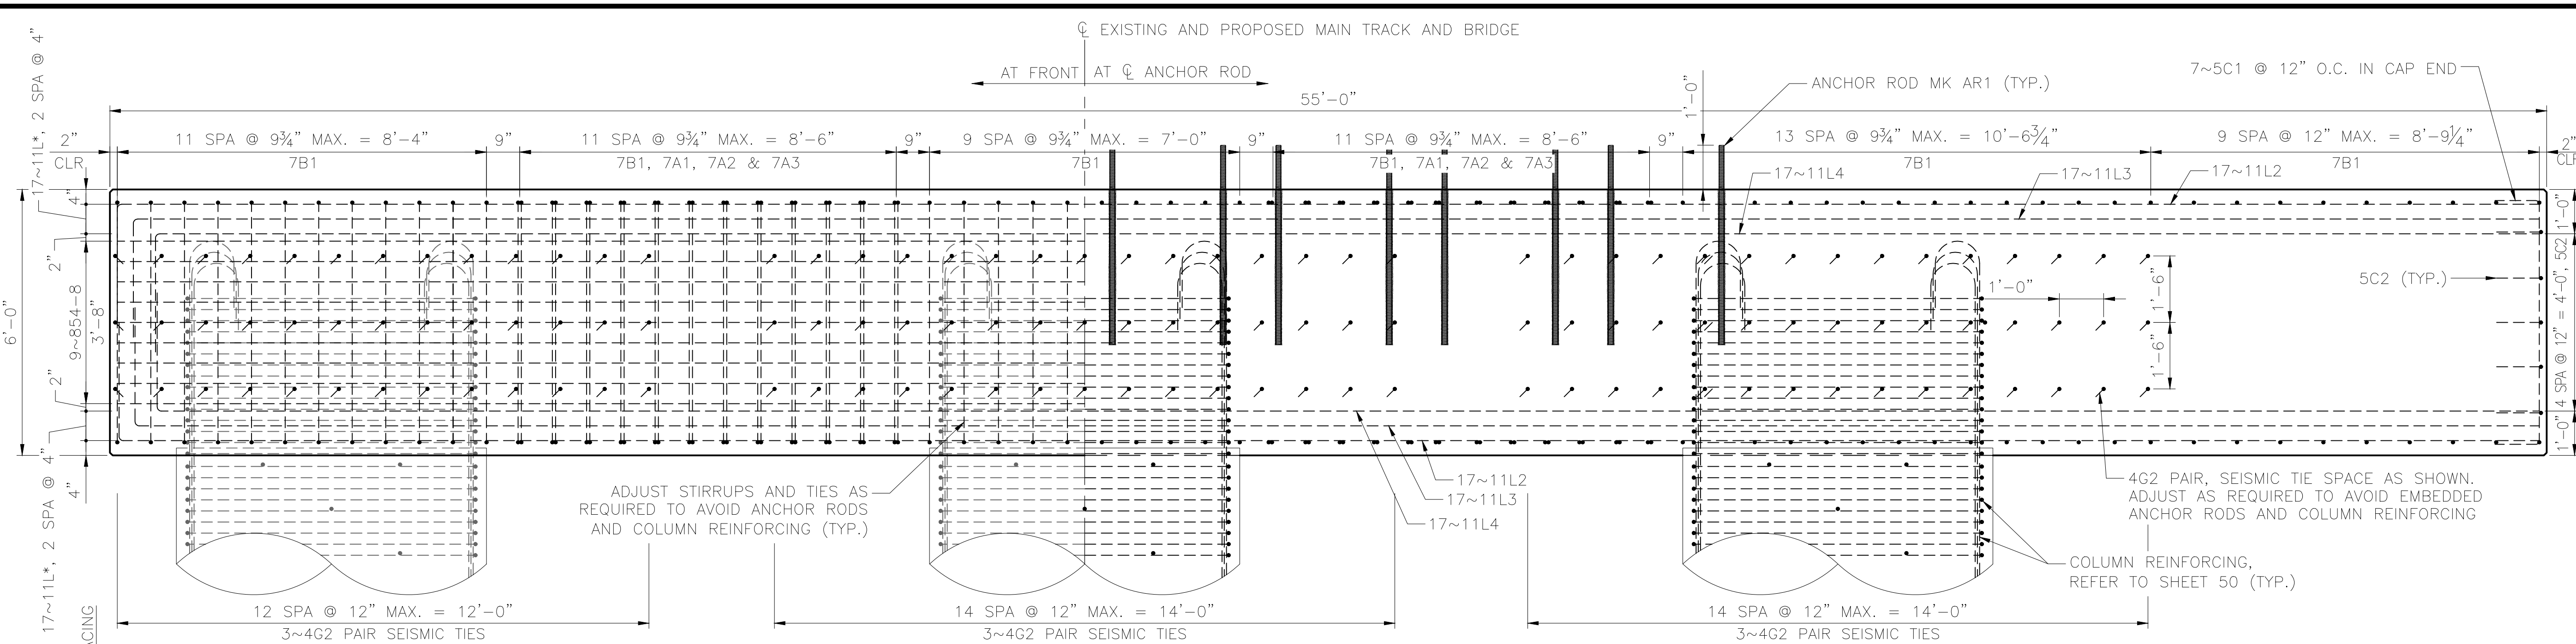 ℄ EXISTING AND PROPOSED MAIN TRACK AND BRIDGE
AT FRONT
AT ℄ ANCHOR ROD
ANCHOR ROD MK AR1 (TYP.)
7~5C1 @ 12" O.C. IN CAP END
55'-0"
1'-0"
17~11L*, 2 SPA @ 4"
2"
CLR
11 SPA @ 9¾" MAX. = 8'-4"
7B1
9"
11 SPA @ 9¾" MAX. = 8'-6"
7B1, 7A1, 7A2 & 7A3
9"
9 SPA @ 9¾" MAX. = 7'-0"
7B1
9"
11 SPA @ 9¾" MAX. = 8'-6"
7B1, 7A1, 7A2 & 7A3
9"
13 SPA @ 9¾" MAX. = 10'-6¾"
7B1
9 SPA @ 12" MAX. = 8'-9¼"
7B1
2"
CLR
17~11L4
17~11L3
17~11L2
4"
2"
6'-0"
9~854-8
3'-8"
2"
4"
17~11L*, 2 SPA @ 4"
1'-0"
5C2
4 SPA @ 12" = 4'-0",
1'-0"
5C2 (TYP.)
1'-0"
1'-6"
1'-6"
17~11L2
17~11L3
17~11L4
ADJUST STIRRUPS AND TIES AS
REQUIRED TO AVOID ANCHOR RODS
AND COLUMN REINFORCING (TYP.)
4G2 PAIR, SEISMIC TIE SPACE AS SHOWN.
ADJUST AS REQUIRED TO AVOID EMBEDDED
ANCHOR RODS AND COLUMN REINFORCING
COLUMN REINFORCING,
REFER TO SHEET 50 (TYP.)
12 SPA @ 12" MAX. = 12'-0"
3~4G2 PAIR SEISMIC TIES
14 SPA @ 12" MAX. = 14'-0"
3~4G2 PAIR SEISMIC TIES
14 SPA @ 12" MAX. = 14'-0"
3~4G2 PAIR SEISMIC TIES